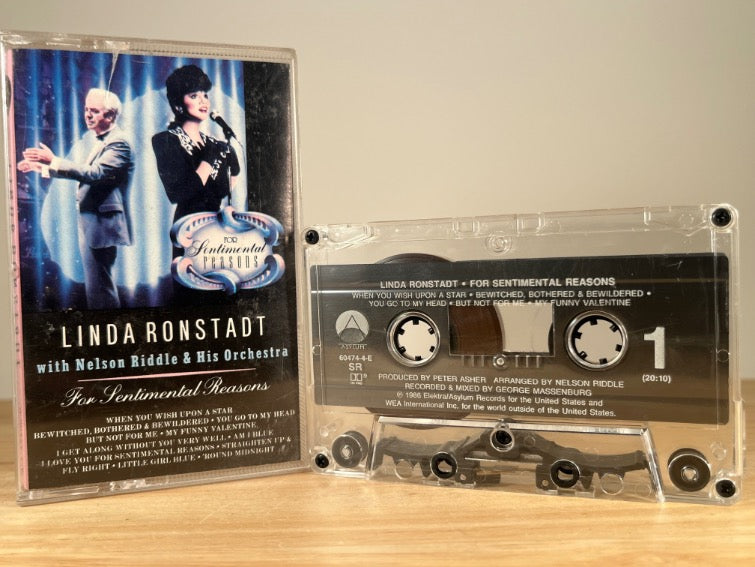 FOR
Sentimental
reasons
LINDA RONSTADT
with Nelson Riddle & His Orchestra
For Sentimental Reasons
WHEN YOU WISH UPON A STAR
BEWITCHED, BOTHERED & BEWILDERED • YOU GO TO MY HEAD
BUT NOT FOR ME • MY FUNNY VALENTINE
I GET ALONG WITHOUT YOU VERY WELL • AM I BLUE
I LOVE YOU FOR SENTIMENTAL REASONS • STRAIGHTEN UP &
FLY RIGHT • LITTLE GIRL BLUE • 'ROUND MIDNIGHT
LINDA RONSTADT • FOR SENTIMENTAL REASONS
WHEN YOU WISH UPON A STAR • BEWITCHED, BOTHERED & BEWILDERED •
YOU GO TO MY HEAD • BUT NOT FOR ME • MY FUNNY VALENTINE
ASYLUM
60474-4-E
SR
1
(20:10)
PRODUCED BY PETER ASHER ARRANGED BY NELSON RIDDLE
RECORDED & MIXED BY GEORGE MASSENBURG
℗ 1986 Elektra/Asylum Records for the United States and
WEA International Inc. for the world outside of the United States.